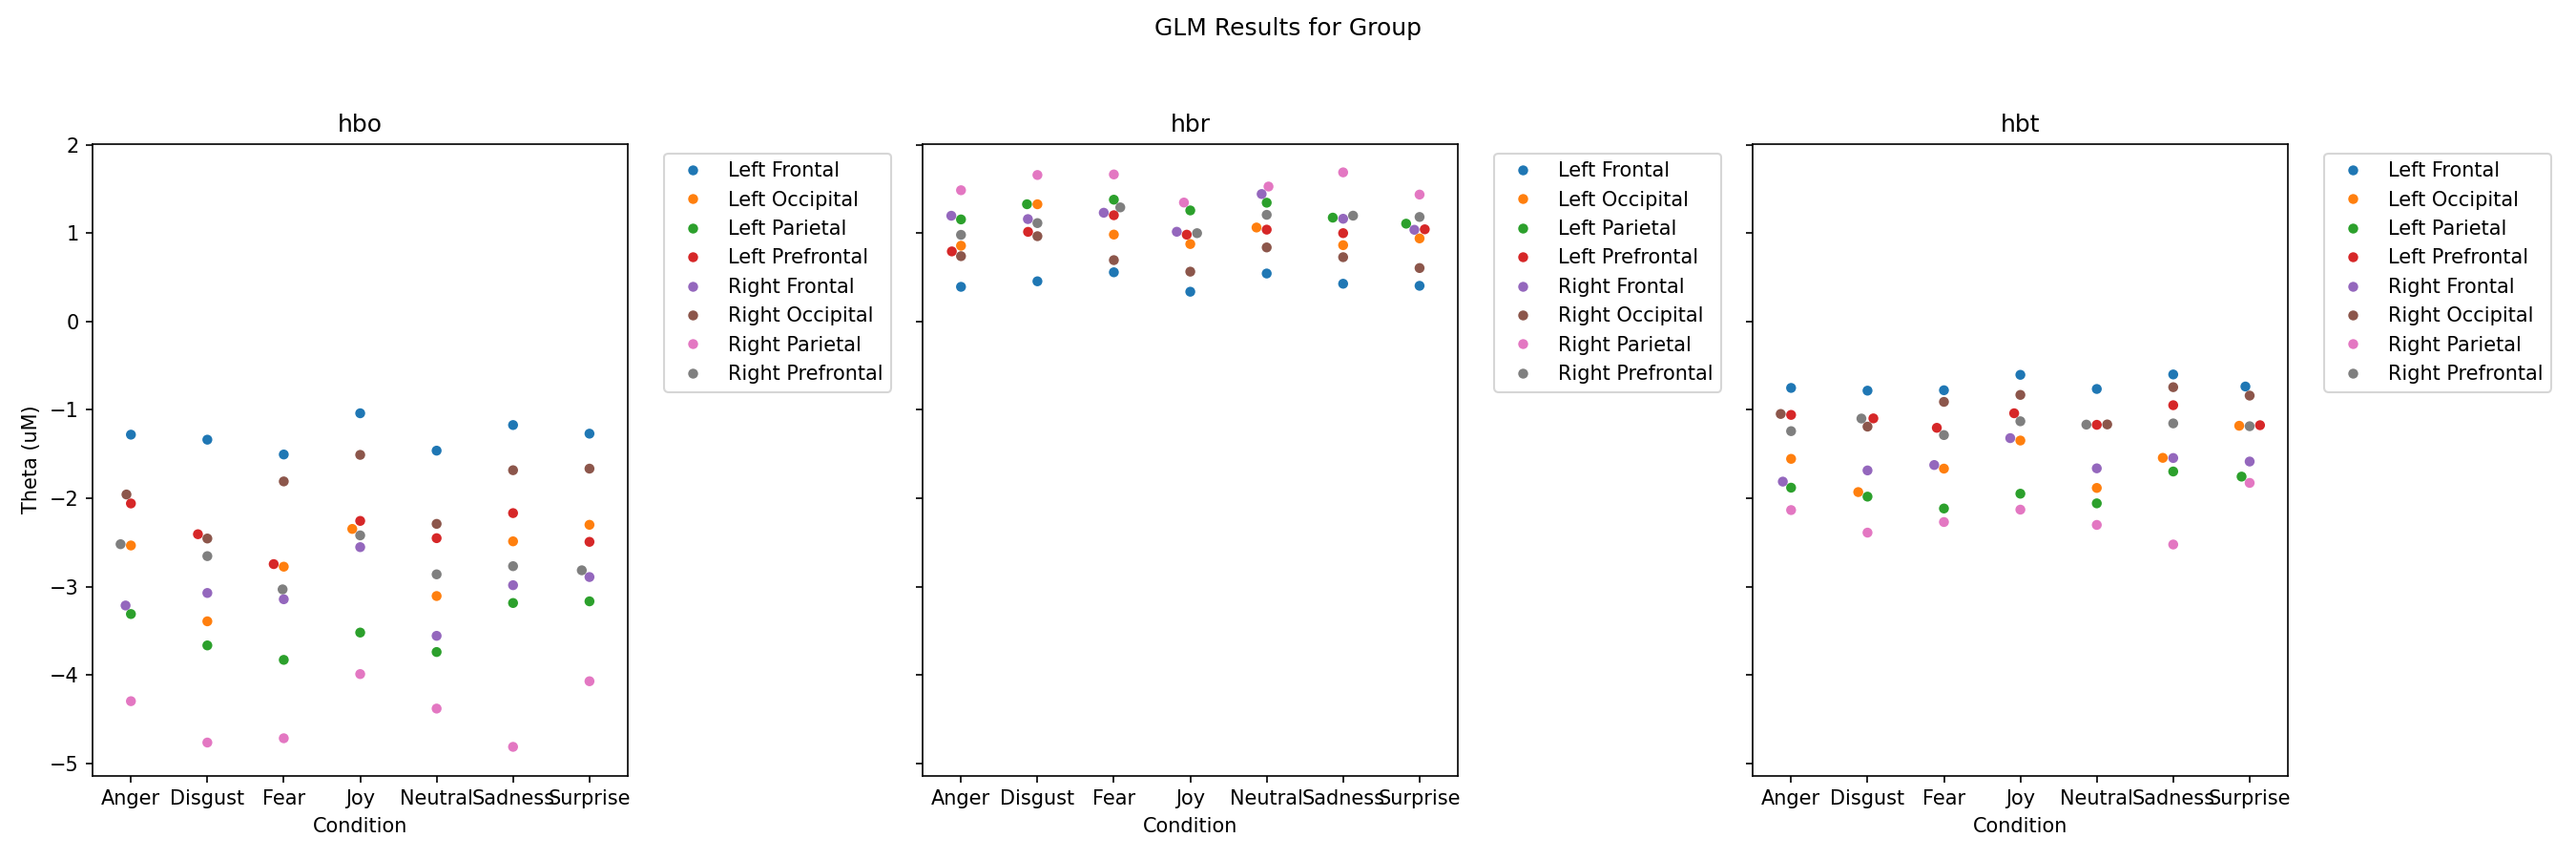 GLM Results for Group
hbo
2
1
0
−1
−2
−3
−4
−5
Theta (uM)
Anger Disgust Fear Joy Neutral Sadness Surprise
Condition
Left Frontal
Left Occipital
Left Parietal
Left Prefrontal
Right Frontal
Right Occipital
Right Parietal
Right Prefrontal
hbr
Anger Disgust Fear Joy Neutral Sadness Surprise
Condition
Left Frontal
Left Occipital
Left Parietal
Left Prefrontal
Right Frontal
Right Occipital
Right Parietal
Right Prefrontal
hbt
Anger Disgust Fear Joy Neutral Sadness Surprise
Condition
Left Frontal
Left Occipital
Left Parietal
Left Prefrontal
Right Frontal
Right Occipital
Right Parietal
Right Prefrontal